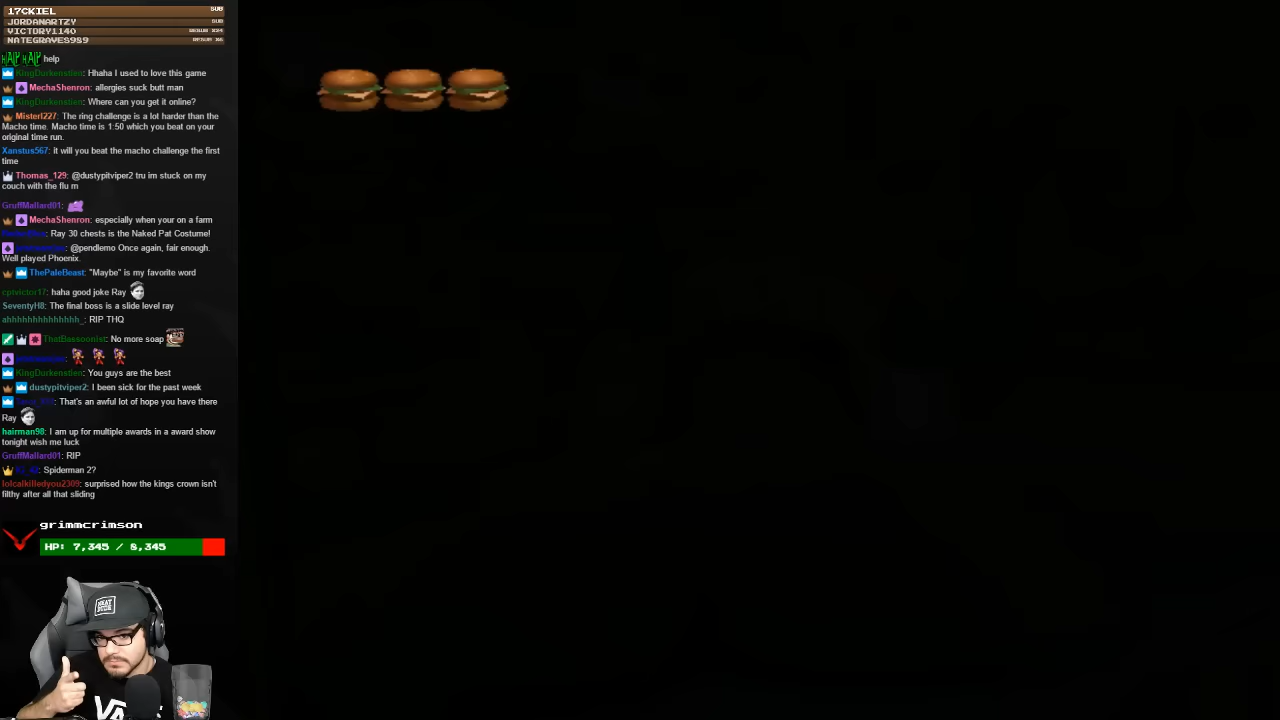 17CKIEL SUB
JORDANARTZY SUB
VICTORY1140
NATEGRAVES989
HALP HALP help
KingDurkenstien: Hhaha I used to love this game
MechaShenron: allergies suck butt man
KingDurkenstien: Where can you get it online?
MisterI227: The ring challenge is a lot harder than the
Macho time. Macho time is 1:50 which you beat on your
original time run.
Xanstus567: it will you beat the macho challenge the first
time
Thomas_129: @dustypitviper2 tru im stuck on my
couch with the flu m
GruffMallard01:
MechaShenron: especially when your on a farm
Ray 30 chests is the Naked Pat Costume!
@pendlemo Once again, fair enough.
Well played Phoenix.
ThePaleBeast: "Maybe" is my favorite word
cptvictor17: haha good joke Ray
SeventyH8: The final boss is a slide level ray
ahhhhhhhhhhhhhh_: RIP THQ
ThatBassoonist: No more soap
KingDurkenstien: You guys are the best
dustypitviper2: I been sick for the past week
That's an awful lot of hope you have there
Ray
hairman98: I am up for multiple awards in a award show
tonight wish me luck
GruffMallard01: RIP
Spiderman 2?
lolcalkilledyou2309: surprised how the kings crown isn't
filthy after all that sliding
grimmcrimson
HP: 7,345 / 8,345